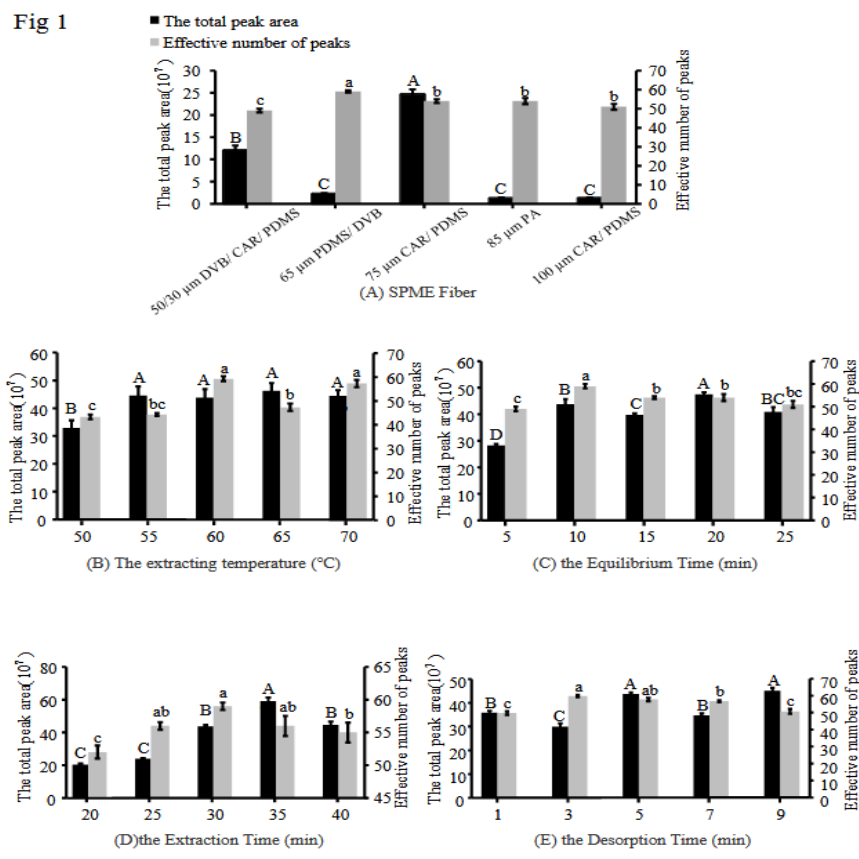 Fig 1
The total peak area
Effective number of peaks
The total peak area(10⁷)
30
25
20
15
10
5
0
B c
C a
A b
C b
C b
70
60
50
40
30
20
10
0
Effective number of peaks
50/30 μm DVB/ CAR/ PDMS
65 μm PDMS/ DVB
75 μm CAR/ PDMS
85 μm PA
100 μm CAR/ PDMS
(A) SPME Fiber
The total peak area(10⁷)
60
50
40
30
20
10
0
B c
A bc
A a
A b
A a
70
60
50
40
30
20
10
0
Effective number of peaks
50 55 60 65 70
(B) The extracting temperature (°C)
The total peak area(10⁷)
60
50
40
30
20
10
0
D c
B a
C b
A b
BC bc
70
60
50
40
30
20
10
0
Effective number of peaks
5 10 15 20 25
(C) the Equilibrium Time (min)
The total peak area(10⁷)
80
60
40
20
0
C c
C ab
B a
A ab
B b
65
60
55
50
45
Effective number of peaks
20 25 30 35 40
(D)the Extraction Time (min)
The total peak area(10⁷)
50
40
30
20
10
0
B c
C a
A ab
B b
A c
70
60
50
40
30
20
10
0
Effective number of peaks
1 3 5 7 9
(E) the Desorption Time (min)